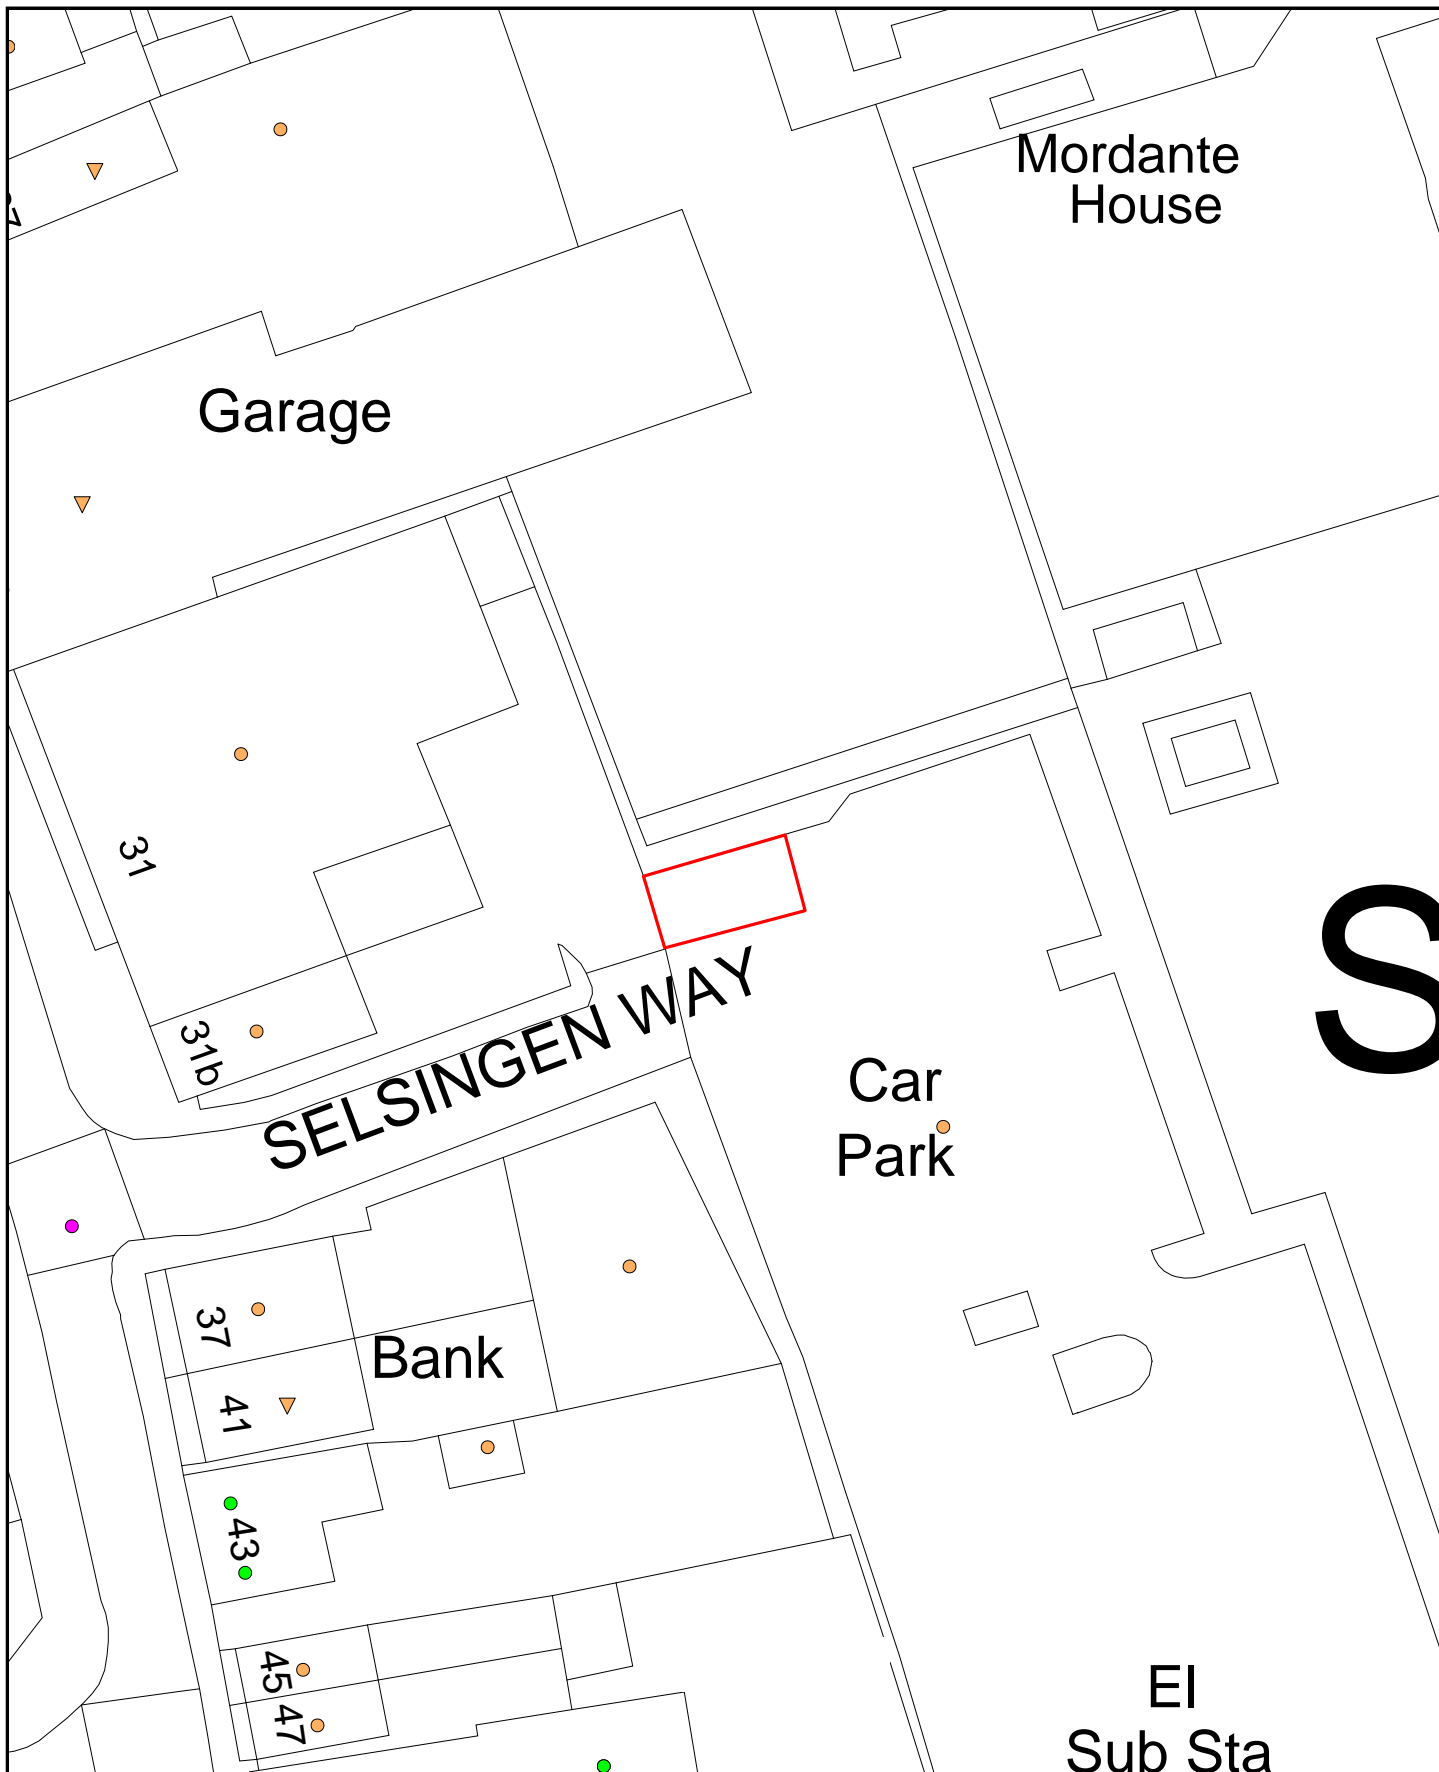 Mordante
House
Garage
31
S
31b
SELSINGEN WAY
Car
Park
37
Bank
41
43
45
47
El
Sub Sta